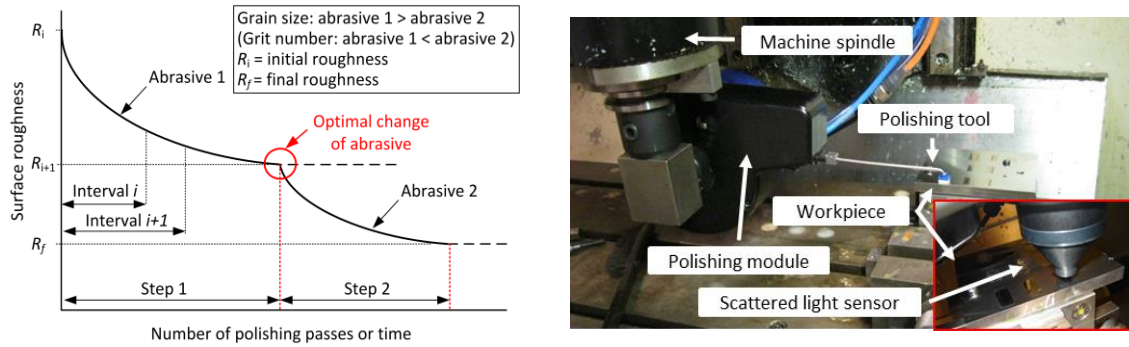 Grain size: abrasive 1 > abrasive 2
(Grit number: abrasive 1 < abrasive 2)
Rᵢ = initial roughness
R_f = final roughness
Surface roughness
Rᵢ
Rᵢ₊₁
R_f
Abrasive 1
Optimal change
of abrasive
Abrasive 2
Interval i
Interval i+1
Step 1
Step 2
Number of polishing passes or time
Machine spindle
Polishing tool
Workpiece
Polishing module
Scattered light sensor